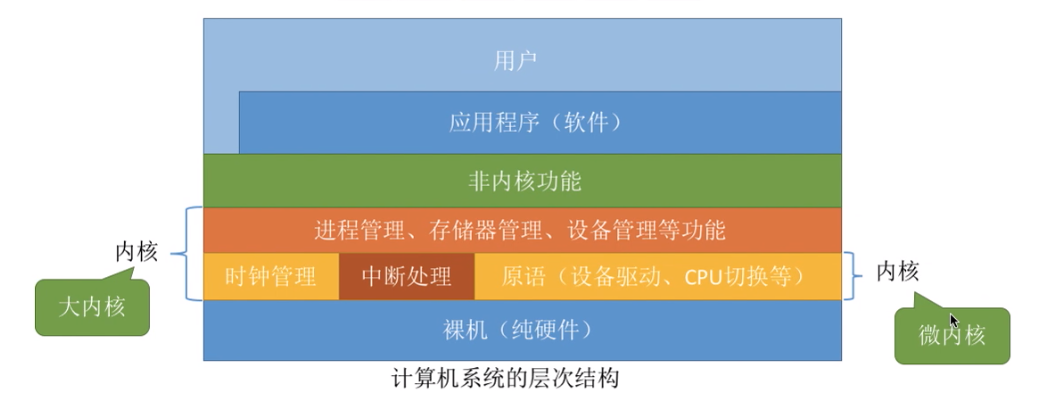 用户
应用程序（软件）
非内核功能
进程管理、存储器管理、设备管理等功能
内核
时钟管理
中断处理
原语（设备驱动、CPU切换等）
内核
大内核
裸机（纯硬件）
微内核
计算机系统的层次结构